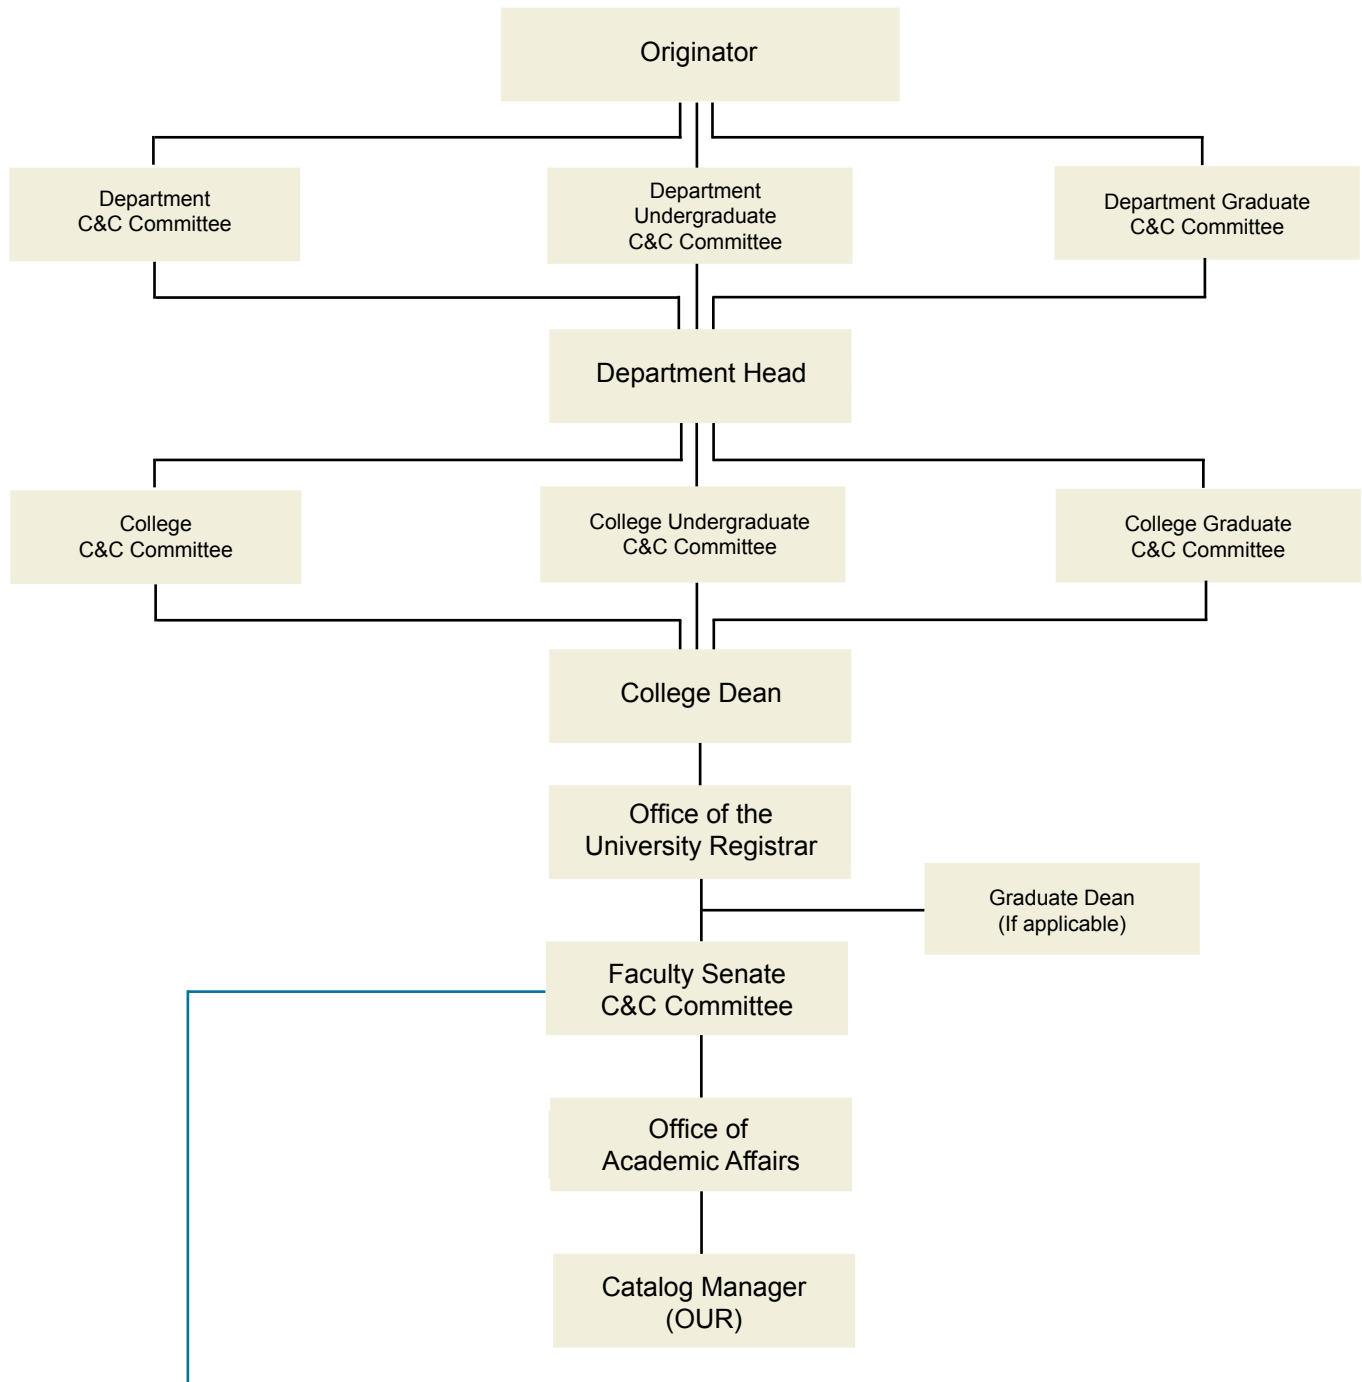 Originator
Department
C&C Committee
Department
Undergraduate
C&C Committee
Department Graduate
C&C Committee
Department Head
College
C&C Committee
College Undergraduate
C&C Committee
College Graduate
C&C Committee
College Dean
Office of the
University Registrar
Graduate Dean
(If applicable)
Faculty Senate
C&C Committee
Office of
Academic Affairs
Catalog Manager
(OUR)